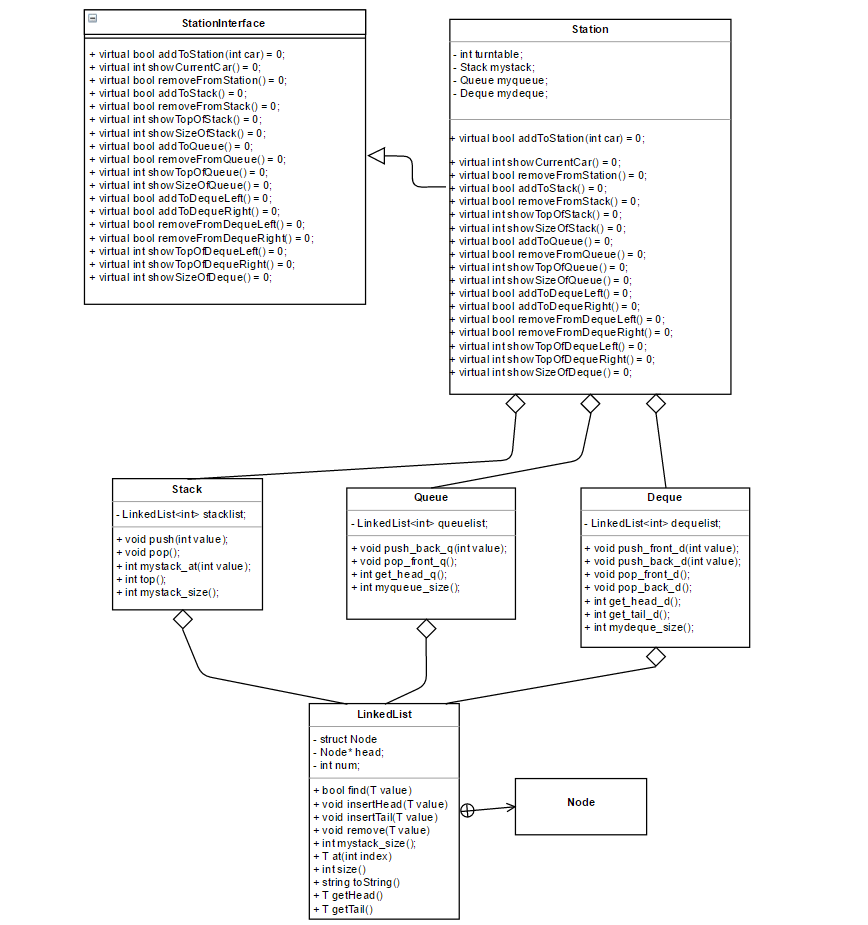 StationInterface
+ virtual bool addToStation(int car) = 0;
+ virtual int showCurrentCar() = 0;
+ virtual bool removeFromStation() = 0;
+ virtual bool addToStack() = 0;
+ virtual bool removeFromStack() = 0;
+ virtual int showTopOfStack() = 0;
+ virtual int showSizeOfStack() = 0;
+ virtual bool addToQueue() = 0;
+ virtual bool removeFromQueue() = 0;
+ virtual int showTopOfQueue() = 0;
+ virtual int showSizeOfQueue() = 0;
+ virtual bool addToDequeLeft() = 0;
+ virtual bool addToDequeRight() = 0;
+ virtual bool removeFromDequeLeft() = 0;
+ virtual bool removeFromDequeRight() = 0;
+ virtual int showTopOfDequeLeft() = 0;
+ virtual int showTopOfDequeRight() = 0;
+ virtual int showSizeOfDeque() = 0;
Station
- int turntable;
- Stack mystack;
- Queue myqueue;
- Deque mydeque;
+ virtual bool addToStation(int car) = 0;
+ virtual int showCurrentCar() = 0;
+ virtual bool removeFromStation() = 0;
+ virtual bool addToStack() = 0;
+ virtual bool removeFromStack() = 0;
+ virtual int showTopOfStack() = 0;
+ virtual int showSizeOfStack() = 0;
+ virtual bool addToQueue() = 0;
+ virtual bool removeFromQueue() = 0;
+ virtual int showTopOfQueue() = 0;
+ virtual int showSizeOfQueue() = 0;
+ virtual bool addToDequeLeft() = 0;
+ virtual bool addToDequeRight() = 0;
+ virtual bool removeFromDequeLeft() = 0;
+ virtual bool removeFromDequeRight() = 0;
+ virtual int showTopOfDequeLeft() = 0;
+ virtual int showTopOfDequeRight() = 0;
+ virtual int showSizeOfDeque() = 0;
Stack
- LinkedList<int> stacklist;
+ void push(int value);
+ void pop();
+ int mystack_at(int value);
+ int top();
+ int mystack_size();
Queue
- LinkedList<int> queuelist;
+ void push_back_q(int value);
+ void pop_front_q();
+ int get_head_q();
+ int myqueue_size();
Deque
- LinkedList<int> dequelist;
+ void push_front_d(int value);
+ void push_back_d(int value);
+ void pop_front_d();
+ void pop_back_d();
+ int get_head_d();
+ int get_tail_d();
+ int mydeque_size();
LinkedList
- struct Node
- Node* head;
- int num;
+ bool find(T value)
+ void insertHead(T value)
+ void insertTail(T value)
+ void remove(T value)
+ int mystack_size();
+ T at(int index)
+ int size()
+ string toString()
+ T getHead()
+ T getTail()
Node